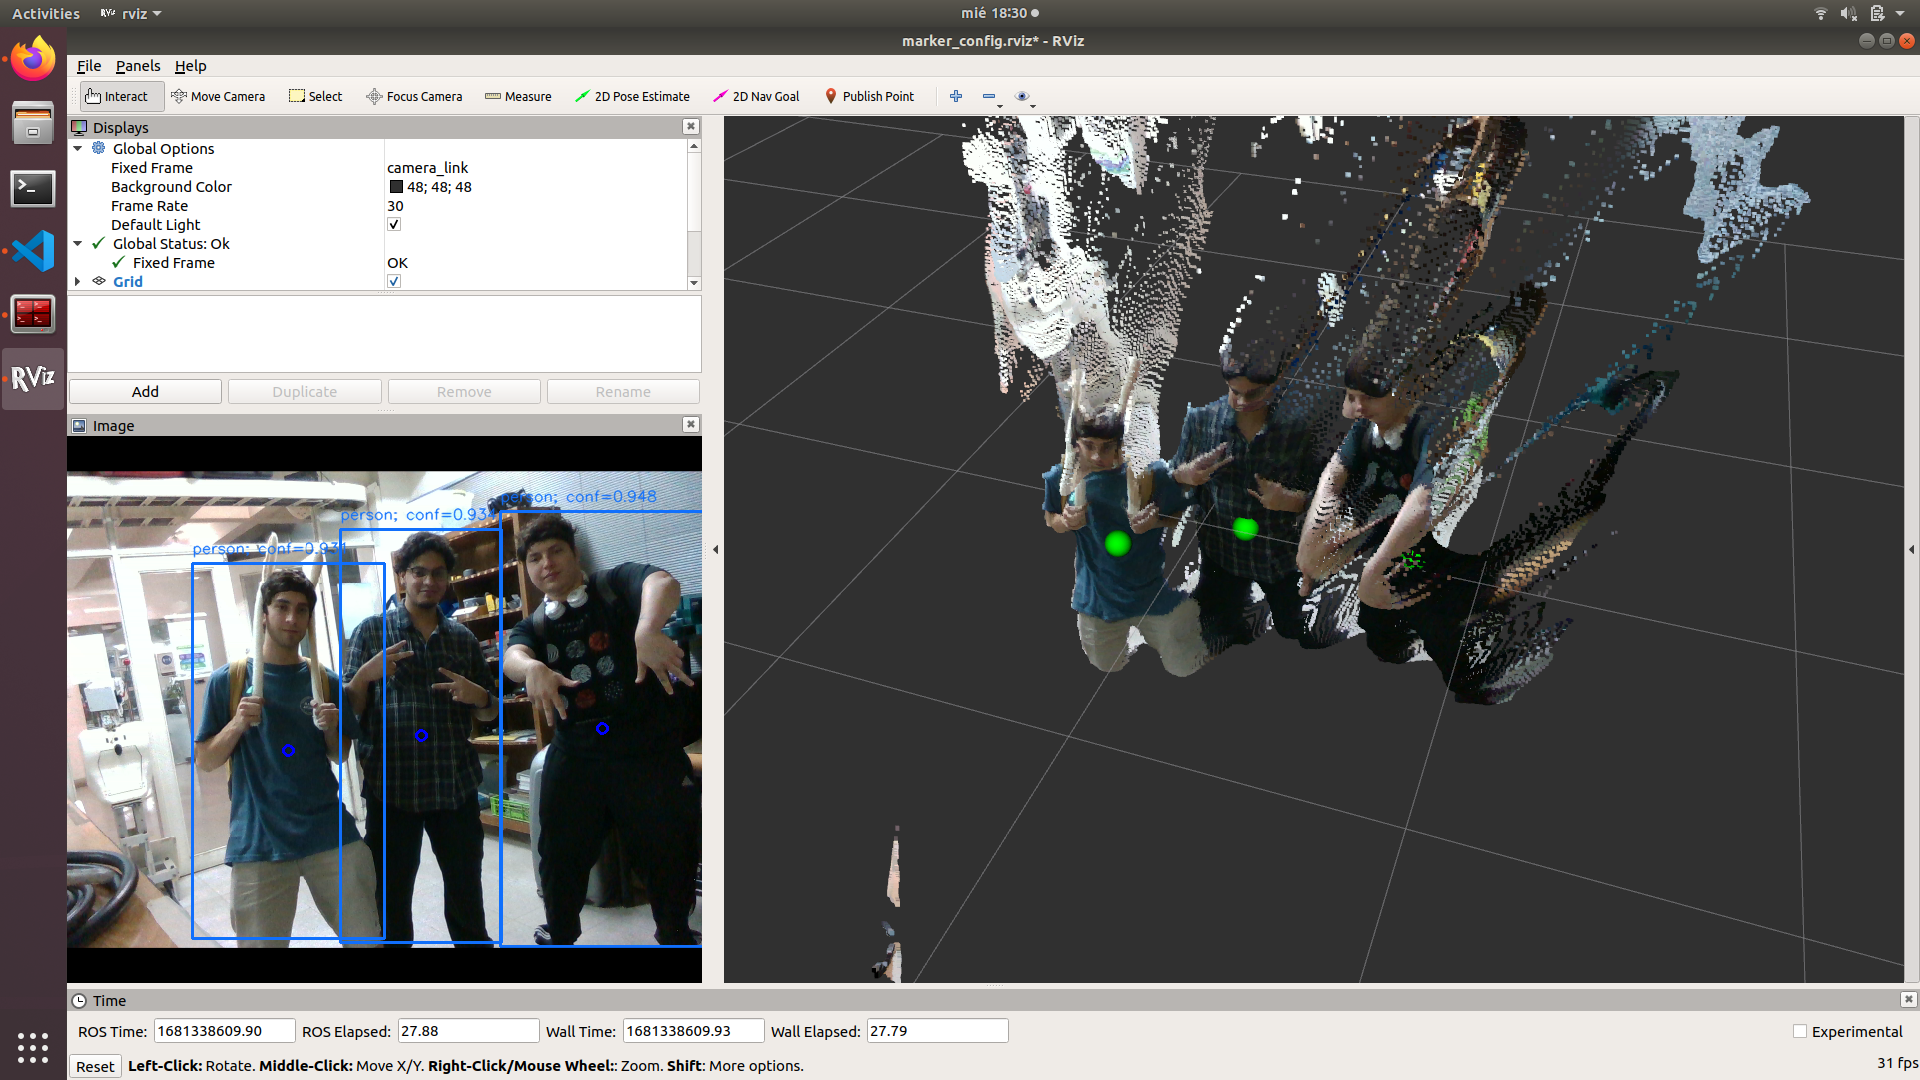 Activities
RViz
rviz
mié 18:30
marker_config.rviz* - RViz
File Panels Help
Interact Move Camera Select Focus Camera Measure 2D Pose Estimate 2D Nav Goal Publish Point
Displays
Global Options
Fixed Frame camera_link
Background Color 48; 48; 48
Frame Rate 30
Default Light
Global Status: Ok
Fixed Frame OK
Grid
RViz
Add Duplicate Remove Rename
Image
person; conf=0.948
person; conf=0.93
person; conf=0.931
Time
ROS Time: 1681338609.90 ROS Elapsed: 27.88 Wall Time: 1681338609.93 Wall Elapsed: 27.79 Experimental
Reset Left-Click: Rotate. Middle-Click: Move X/Y. Right-Click/Mouse Wheel:: Zoom. Shift: More options. 31 fps